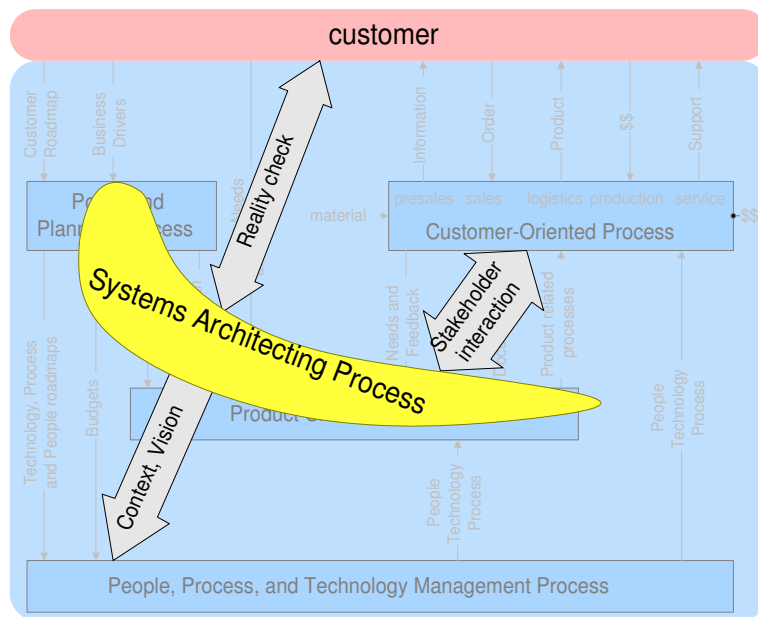 customer
Customer
Roadmap
Business
Drivers
Needs
Reality check
Information
Order
Product
$$
Support
presales sales logistics production service
material
$$
Customer-Oriented Process
Systems Architecting Process
Stakeholder
interaction
Needs and
Feedback
Product related
processes
Technology, Process
and People roadmaps
Budgets
Context, Vision
Product
People
Technology
Process
People
Technology
Process
People, Process, and Technology Management Process